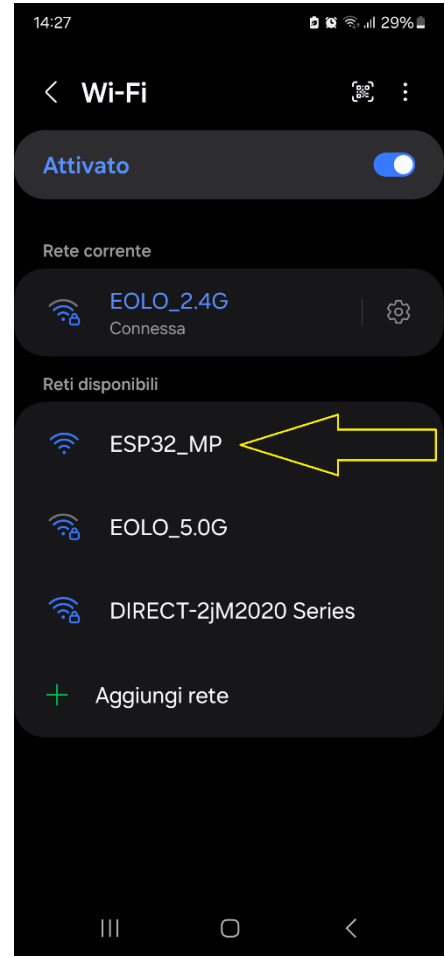 14:27
29%
Wi-Fi
Attivato
Rete corrente
EOLO_2.4G
Connessa
Reti disponibili
ESP32_MP
EOLO_5.0G
DIRECT-2jM2020 Series
Aggiungi rete